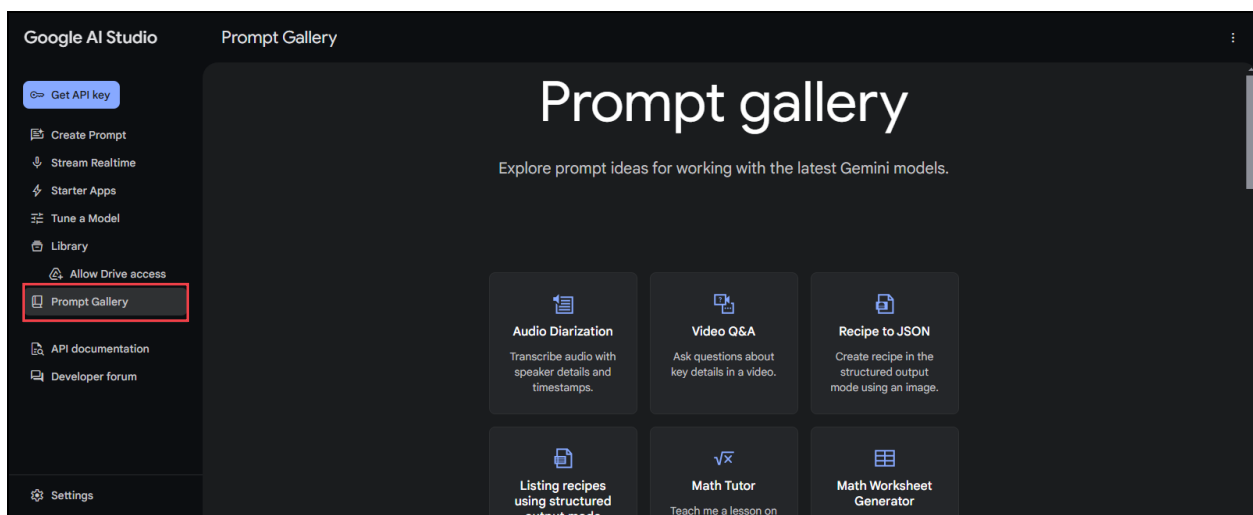 Google AI Studio
Prompt Gallery
Get API key
Create Prompt
Stream Realtime
Starter Apps
Tune a Model
Library
Allow Drive access
Prompt Gallery
API documentation
Developer forum
Settings
Prompt gallery
Explore prompt ideas for working with the latest Gemini models.
Audio Diarization
Transcribe audio with
speaker details and
timestamps.
Video Q&A
Ask questions about
key details in a video.
Recipe to JSON
Create recipe in the
structured output
mode using an image.
Listing recipes
using structured
output mode
Math Tutor
Teach me a lesson on
Math Worksheet
Generator